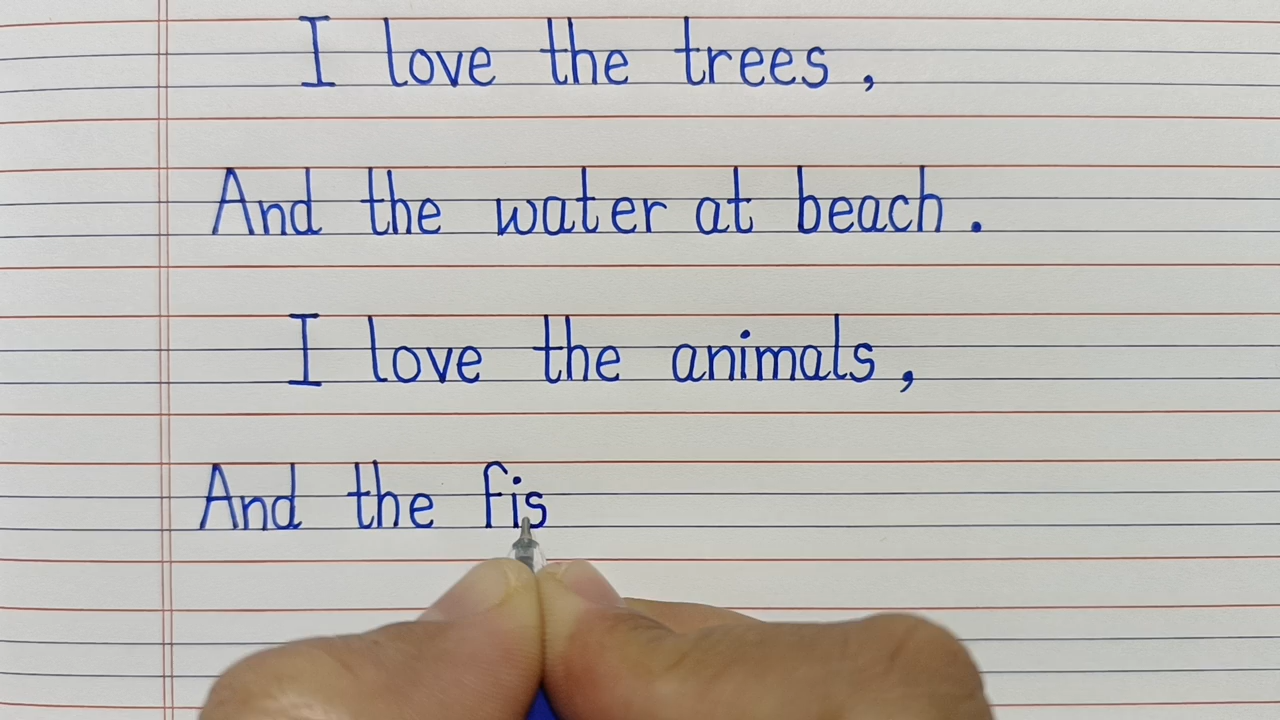 I love the trees,
And the water at beach.
I love the animals,
And the fis